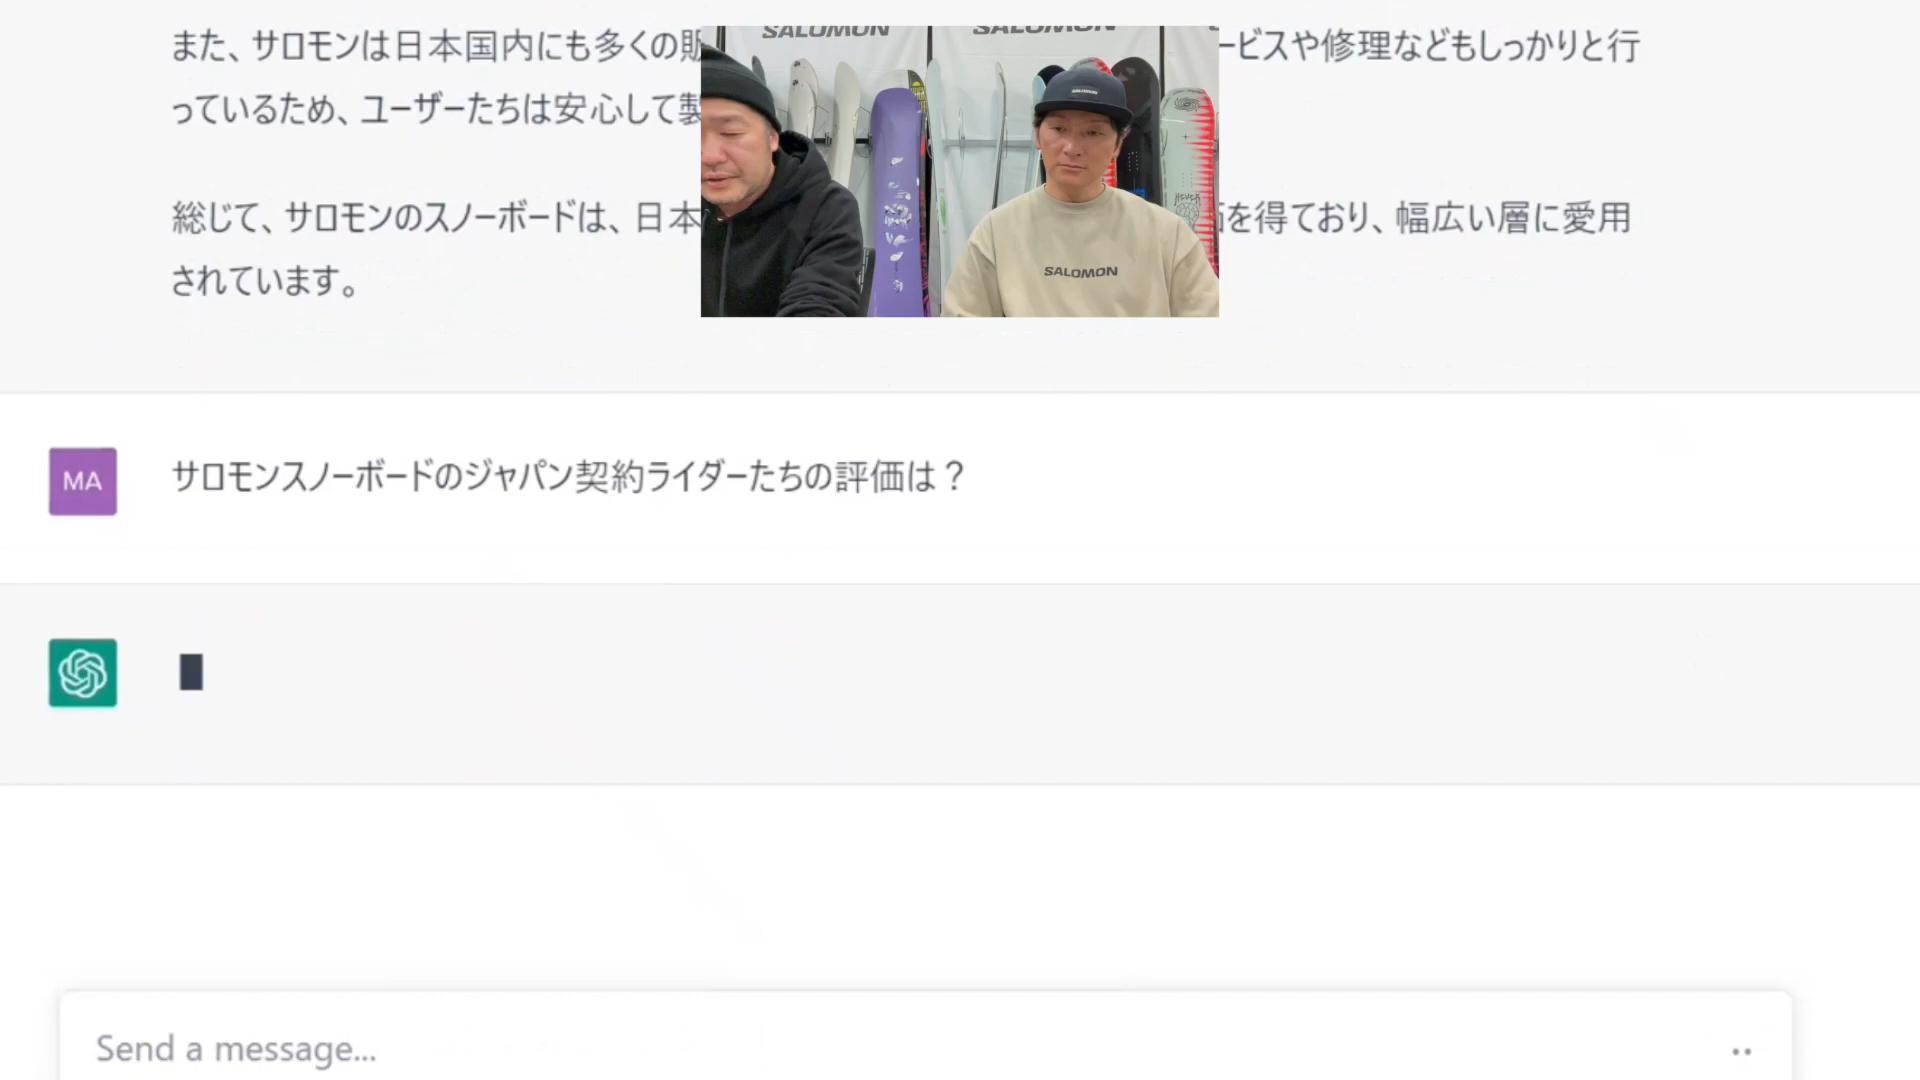 また、サロモンは日本国内にも多くの販
ービスや修理などもしっかりと行
っているため、ユーザーたちは安心して製
総じて、サロモンのスノーボードは、日本
を得ており、幅広い層に愛用
されています。
SALOMON
SALOMON
SALOMON
SALOMON
MA
サロモンスノーボードのジャパン契約ライダーたちの評価は？
Send a message...